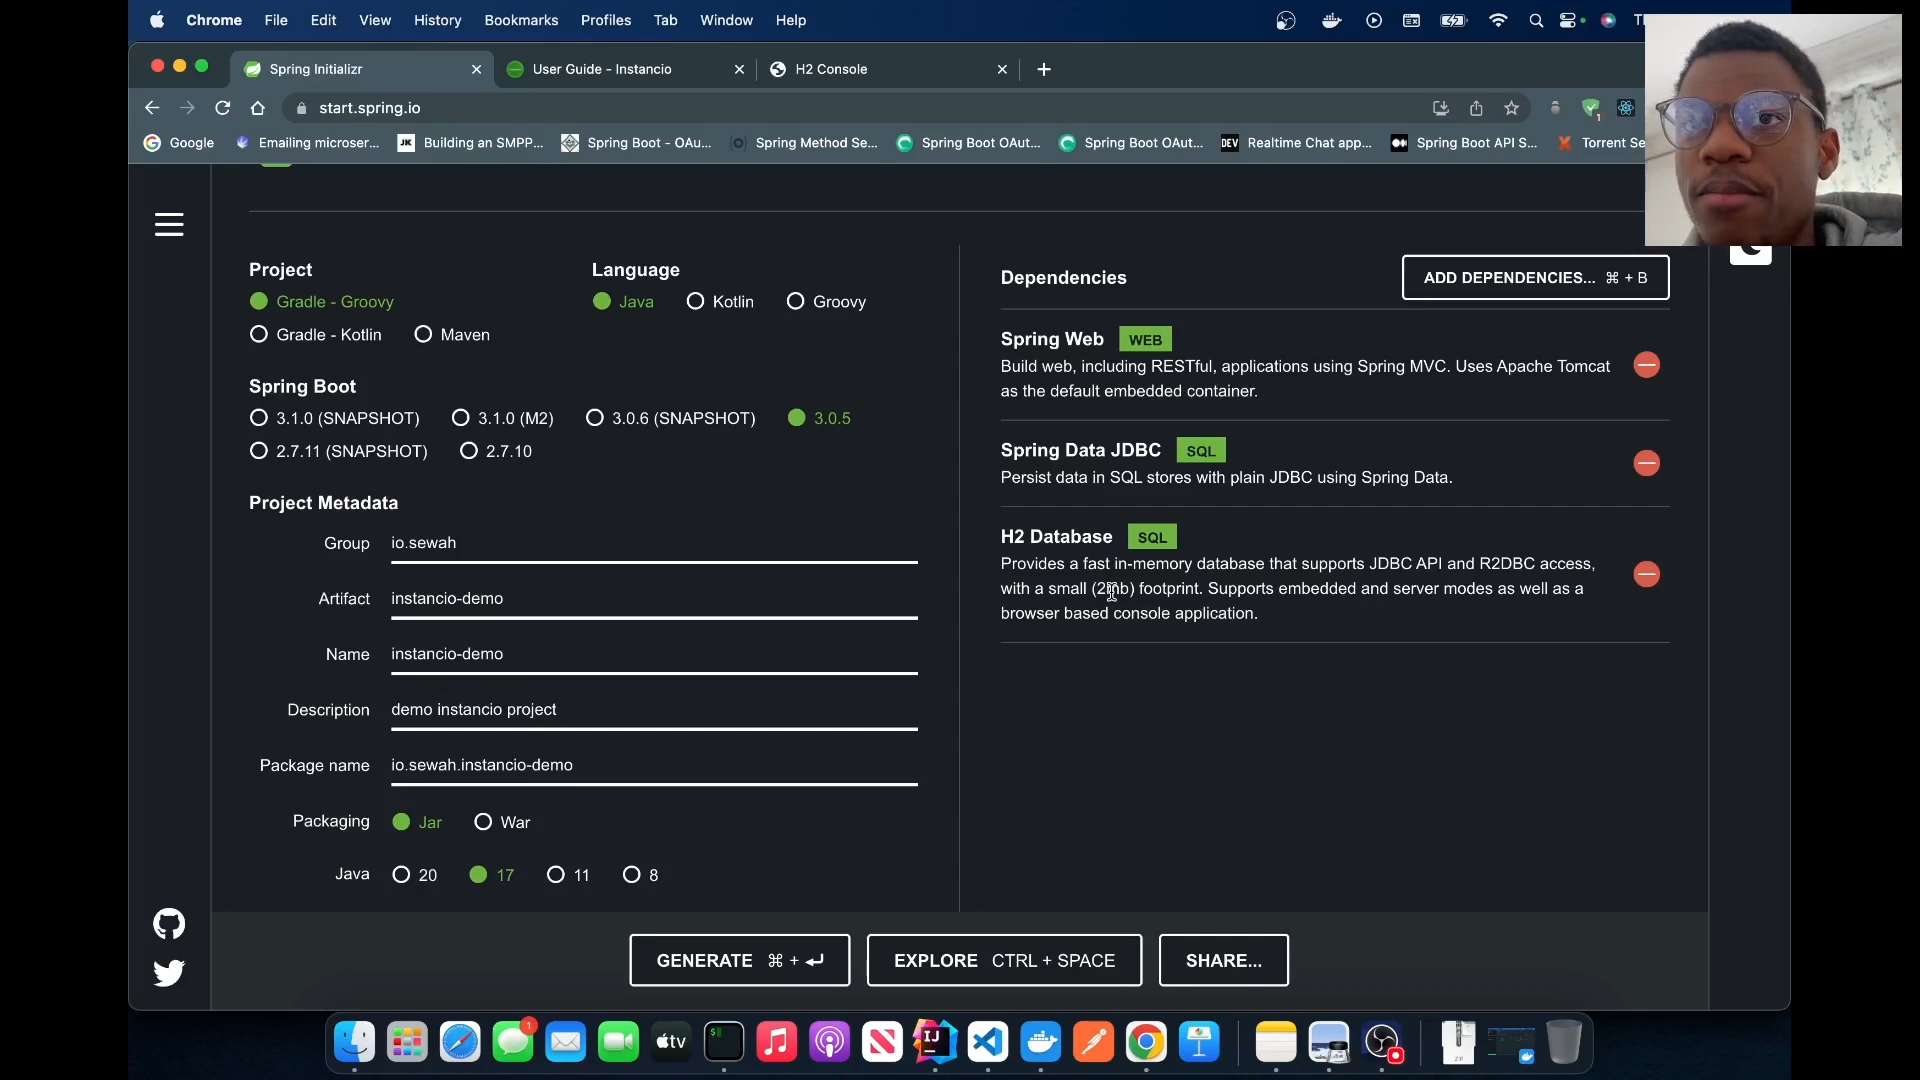 Chrome File Edit View History Bookmarks Profiles Tab Window Help
Spring Initializr
User Guide - Instancio
H2 Console
start.spring.io
1
Google
Emailing microser...
JK Building an SMPP...
Spring Boot - OAu...
Spring Method Se...
Spring Boot OAut...
Spring Boot OAut...
DEV Realtime Chat app...
Spring Boot API S...
Torrent Se
Project
Gradle - Groovy
Gradle - Kotlin
Maven
Language
Java
Kotlin
Groovy
Spring Boot
3.1.0 (SNAPSHOT)
3.1.0 (M2)
3.0.6 (SNAPSHOT)
3.0.5
2.7.11 (SNAPSHOT)
2.7.10
Project Metadata
Group io.sewah
Artifact instancio-demo
Name instancio-demo
Description demo instancio project
Package name io.sewah.instancio-demo
Packaging Jar War
Java 20 17 11 8
Dependencies
ADD DEPENDENCIES... ⌘ + B
Spring Web WEB
Build web, including RESTful, applications using Spring MVC. Uses Apache Tomcat
as the default embedded container.
Spring Data JDBC SQL
Persist data in SQL stores with plain JDBC using Spring Data.
H2 Database SQL
Provides a fast in-memory database that supports JDBC API and R2DBC access,
with a small (2mb) footprint. Supports embedded and server modes as well as a
browser based console application.
GENERATE ⌘ + ↵
EXPLORE CTRL + SPACE
SHARE...
1
tv
$
IJ
ZIP